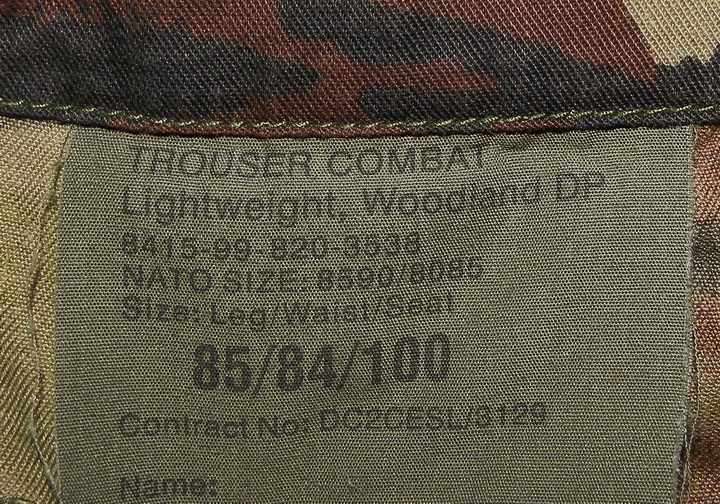 TROUSER COMBAT
Lightweight, Woodland DP
8415-99-820-3538
NATO SIZE: 8590/8085
Size: Leg/Waist/Seat
85/84/100
Contract No: DC2CESL/3129
Name: